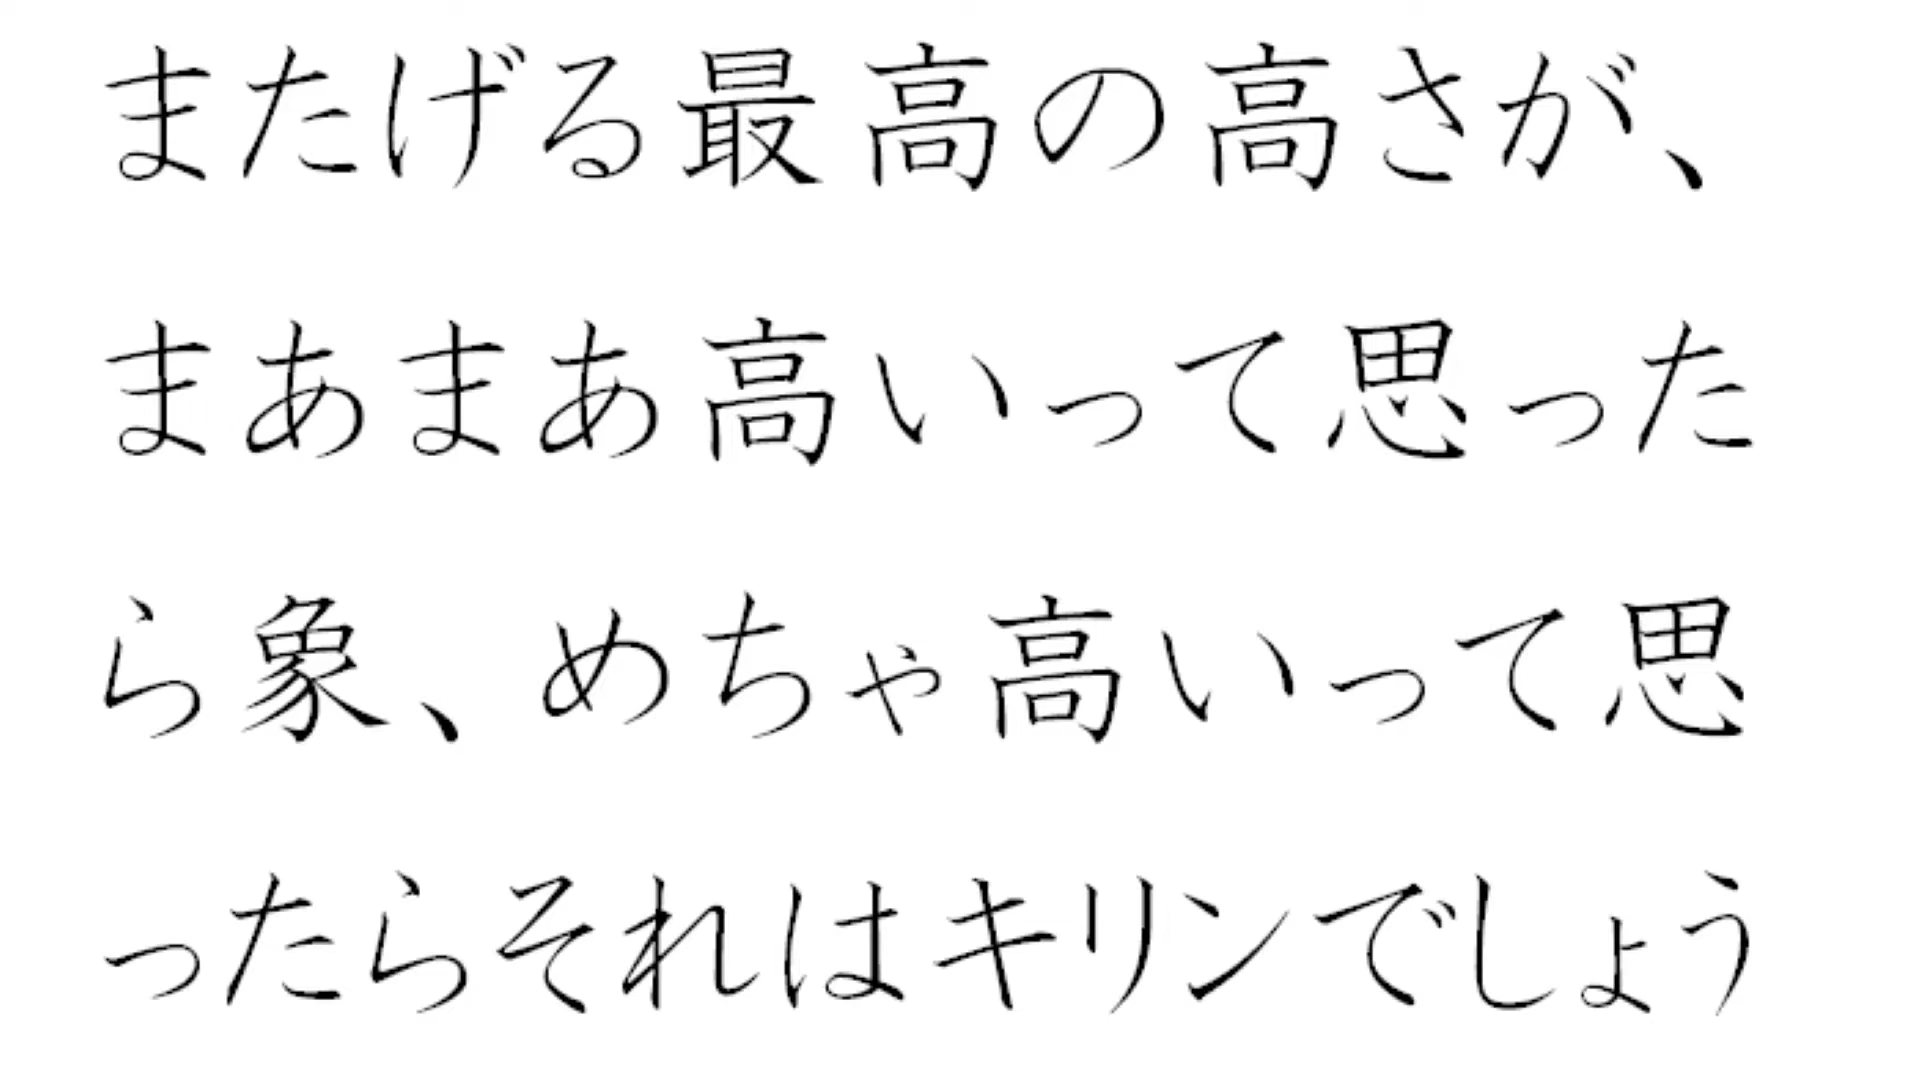 またげる最高の高さが、
まあまあ高いって思った
ら象、めちゃ高いって思
ったらそれはキリンでしょう